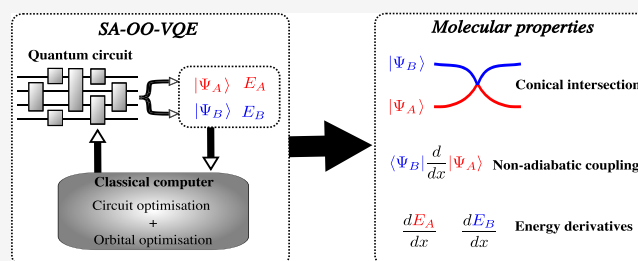 SA-OO-VQE
Quantum circuit
|Ψ_A⟩ E_A
|Ψ_B⟩ E_B
Classical computer
Circuit optimisation
+
Orbital optimisation
Molecular properties
|Ψ_B⟩
Conical intersection
|Ψ_A⟩
⟨Ψ_B| d/dx |Ψ_A⟩ Non-adiabatic coupling
dE_A/dx dE_B/dx Energy derivatives